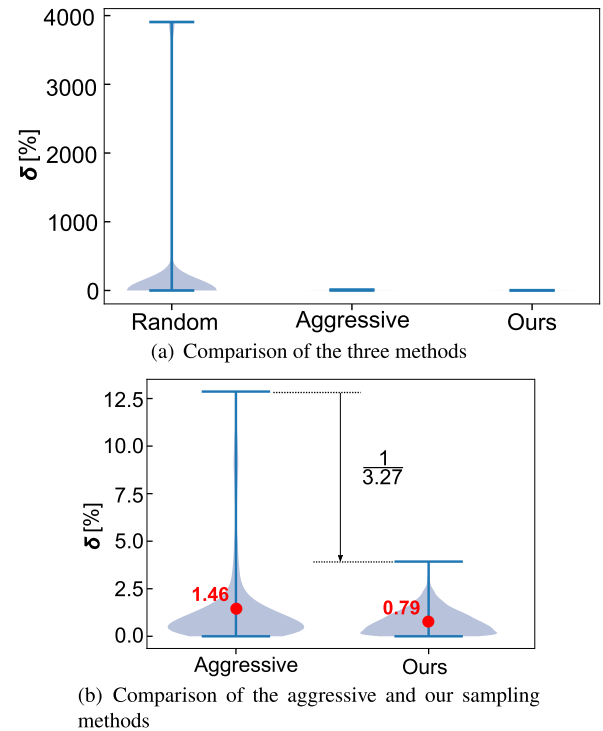 4000
3000
2000
1000
0
δ [%]
Random
Aggressive
Ours
(a) Comparison of the three methods
12.5
10.0
7.5
5.0
2.5
0.0
δ [%]
1
3.27
1.46
0.79
Aggressive
Ours
(b) Comparison of the aggressive and our sampling
methods